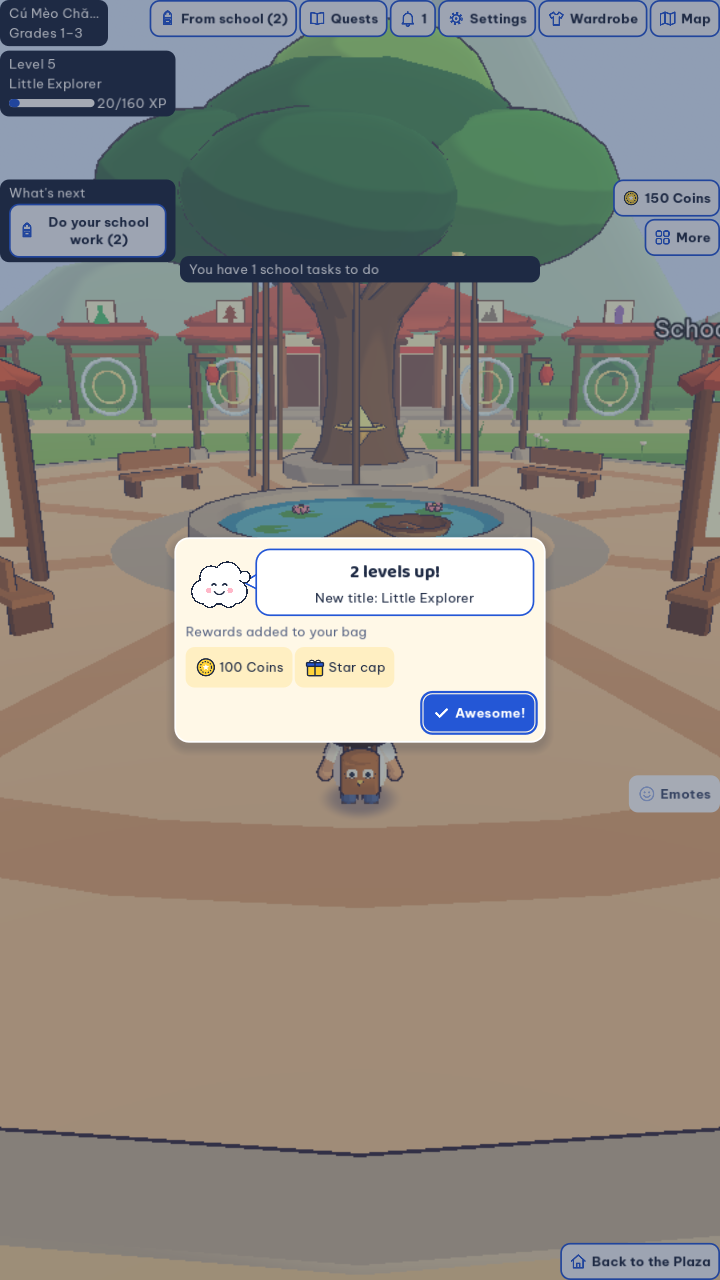 Cú Mèo Chă...
Grades 1–3
From school (2)
Quests
1
Settings
Wardrobe
Map
Level 5
Little Explorer
20/160 XP
What's next
Do your school
work (2)
150 Coins
More
You have 1 school tasks to do
Schoo
2 levels up!
New title: Little Explorer
Rewards added to your bag
100 Coins
Star cap
Awesome!
Emotes
Back to the Plaza